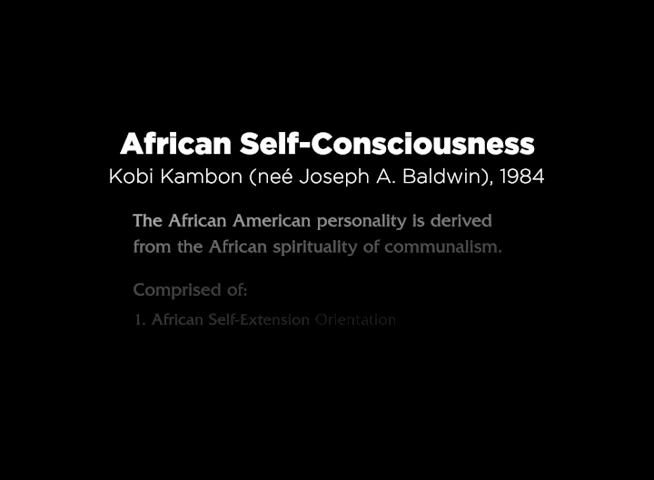 African Self-Consciousness
Kobi Kambon (neé Joseph A. Baldwin), 1984
The African American personality is derived
from the African spirituality of communalism.
Comprised of:
1. African Self-Extension Orientation